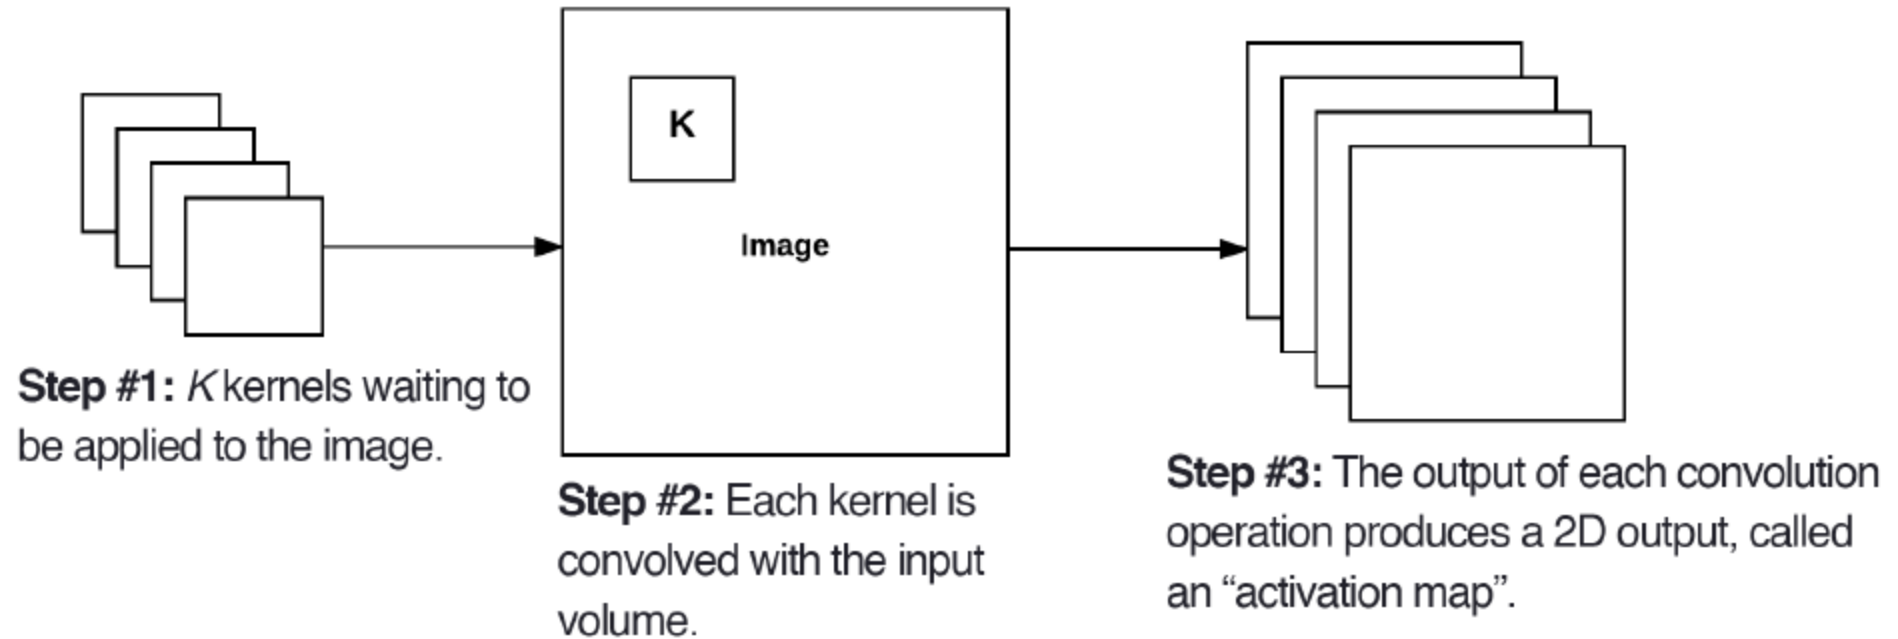 K
Image
Step #1: K kernels waiting to
be applied to the image.
Step #2: Each kernel is
convolved with the input
volume.
Step #3: The output of each convolution
operation produces a 2D output, called
an “activation map”.